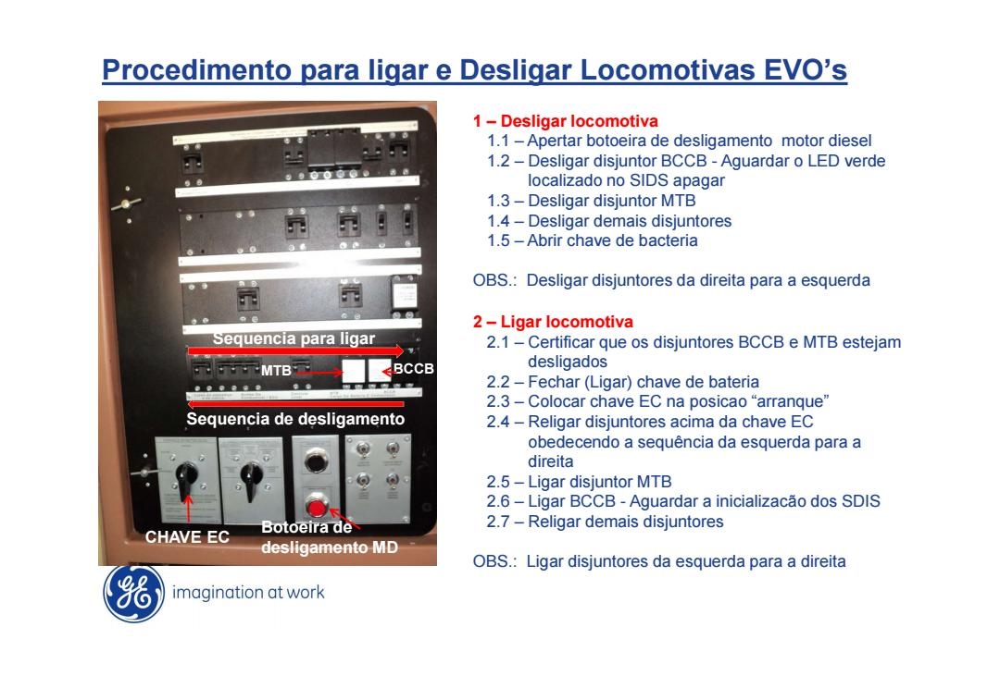 Procedimento para ligar e Desligar Locomotivas EVO’s
1 – Desligar locomotiva
1.1 – Apertar botoeira de desligamento motor diesel
1.2 – Desligar disjuntor BCCB - Aguardar o LED verde
localizado no SIDS apagar
1.3 – Desligar disjuntor MTB
1.4 – Desligar demais disjuntores
1.5 – Abrir chave de bacteria
OBS.: Desligar disjuntores da direita para a esquerda
2 – Ligar locomotiva
2.1 – Certificar que os disjuntores BCCB e MTB estejam
desligados
2.2 – Fechar (Ligar) chave de bateria
2.3 – Colocar chave EC na posicao “arranque”
2.4 – Religar disjuntores acima da chave EC
obedecendo a sequência da esquerda para a
direita
2.5 – Ligar disjuntor MTB
2.6 – Ligar BCCB - Aguardar a inicializacão dos SDIS
2.7 – Religar demais disjuntores
OBS.: Ligar disjuntores da esquerda para a direita
Sequencia para ligar
MTB
BCCB
Sequencia de desligamento
CHAVE EC
Botoeira de
desligamento MD
GE
imagination at work